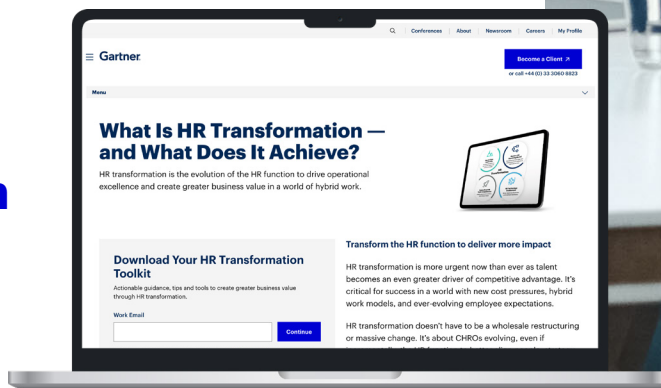 Conferences
About
Newsroom
Careers
My Profile
Gartner.
Become a Client ↗
or call +44 (0) 33 3060 8823
Menu
What Is HR Transformation —
and What Does It Achieve?
HR transformation is the evolution of the HR function to drive operational
excellence and create greater business value in a world of hybrid work.
Download Your HR Transformation
Toolkit
Actionable guidance, tips and tools to create greater business value
through HR transformation.
Work Email
Continue
Transform the HR function to deliver more impact
HR transformation is more urgent now than ever as talent
becomes an even greater driver of competitive advantage. It's
critical for success in a world with new cost pressures, hybrid
work models, and ever-evolving employee expectations.
HR transformation doesn't have to be a wholesale restructuring
or massive change. It's about CHROs evolving, even if